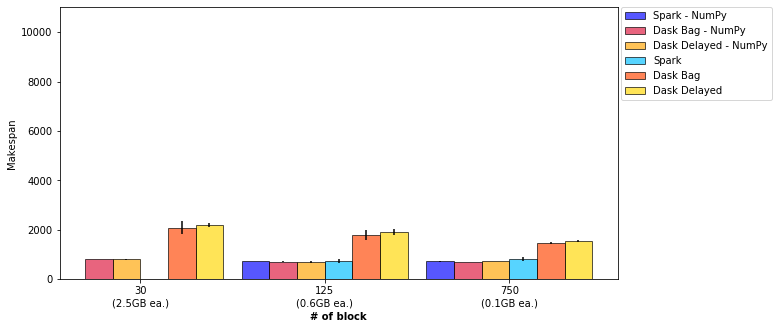 Makespan
10000
8000
6000
4000
2000
0
30
(2.5GB ea.)
125
(0.6GB ea.)
750
(0.1GB ea.)
# of block
Spark - NumPy
Dask Bag - NumPy
Dask Delayed - NumPy
Spark
Dask Bag
Dask Delayed